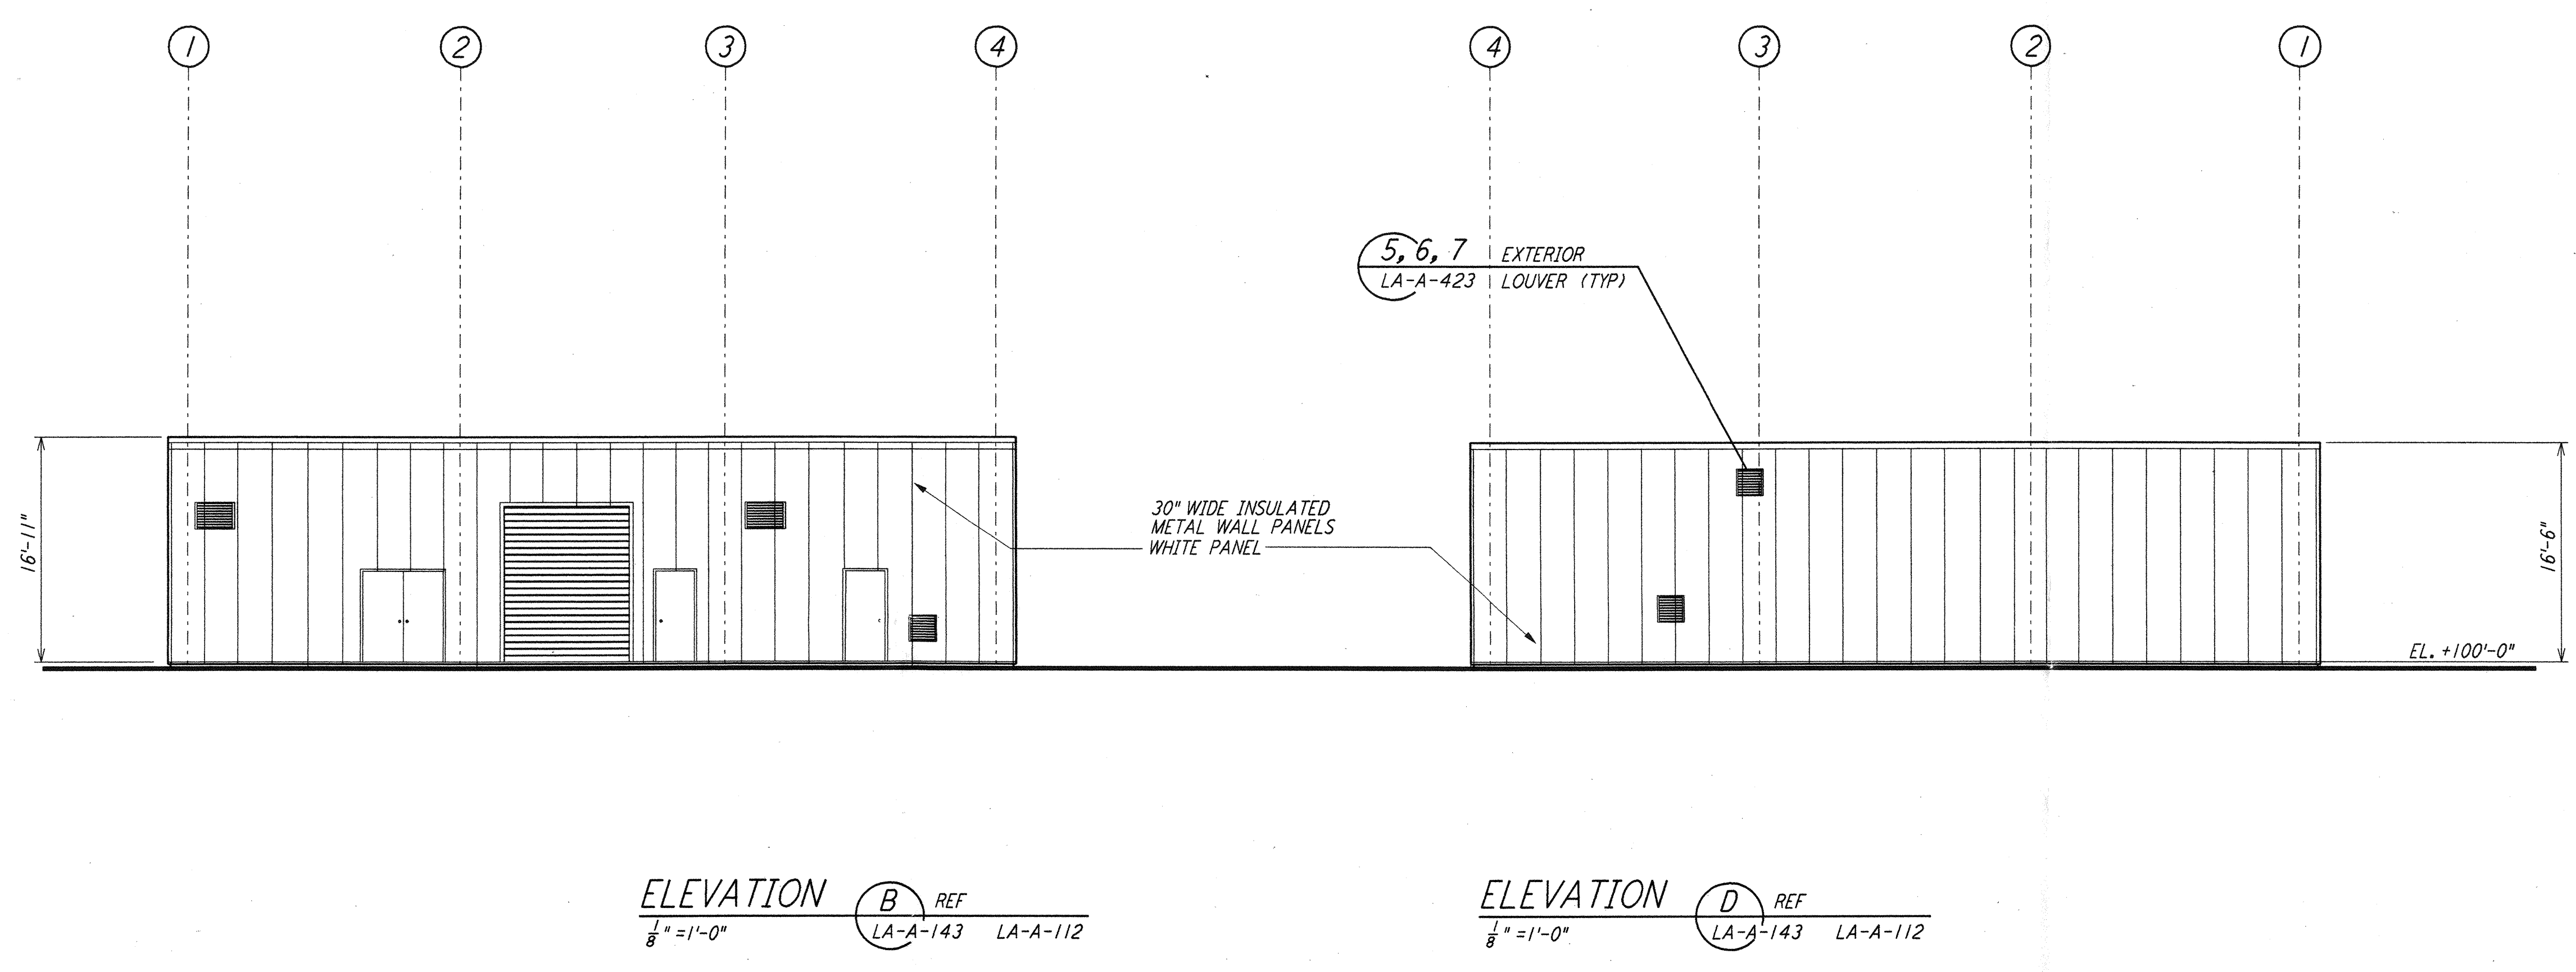 1 2 3 4
4 3 2 1
5, 6, 7 EXTERIOR
LA-A-423 LOUVER (TYP)
16'-11"
30" WIDE INSULATED
METAL WALL PANELS
WHITE PANEL
16'-6"
EL. +100'-0"
ELEVATION B REF
1/8" =1'-0" LA-A-143 LA-A-112
ELEVATION D REF
1/8" =1'-0" LA-A-143 LA-A-112